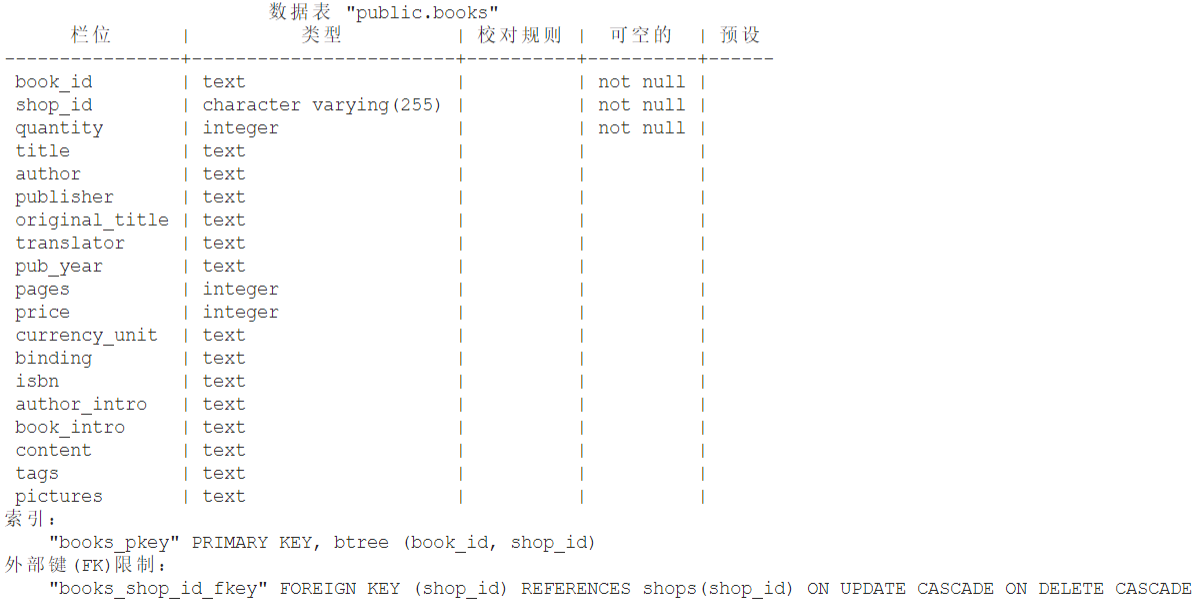 数据表 "public.books"
栏位 | 类型 | 校对规则 | 可空的 | 预设
----------------+------------------------+----------+----------+------
book_id | text | | not null |
shop_id | character varying(255) | | not null |
quantity | integer | | not null |
title | text | | |
author | text | | |
publisher | text | | |
original_title | text | | |
translator | text | | |
pub_year | text | | |
pages | integer | | |
price | integer | | |
currency_unit | text | | |
binding | text | | |
isbn | text | | |
author_intro | text | | |
book_intro | text | | |
content | text | | |
tags | text | | |
pictures | text | | |
索引：
"books_pkey" PRIMARY KEY, btree (book_id, shop_id)
外部键(FK)限制：
"books_shop_id_fkey" FOREIGN KEY (shop_id) REFERENCES shops(shop_id) ON UPDATE CASCADE ON DELETE CASCADE